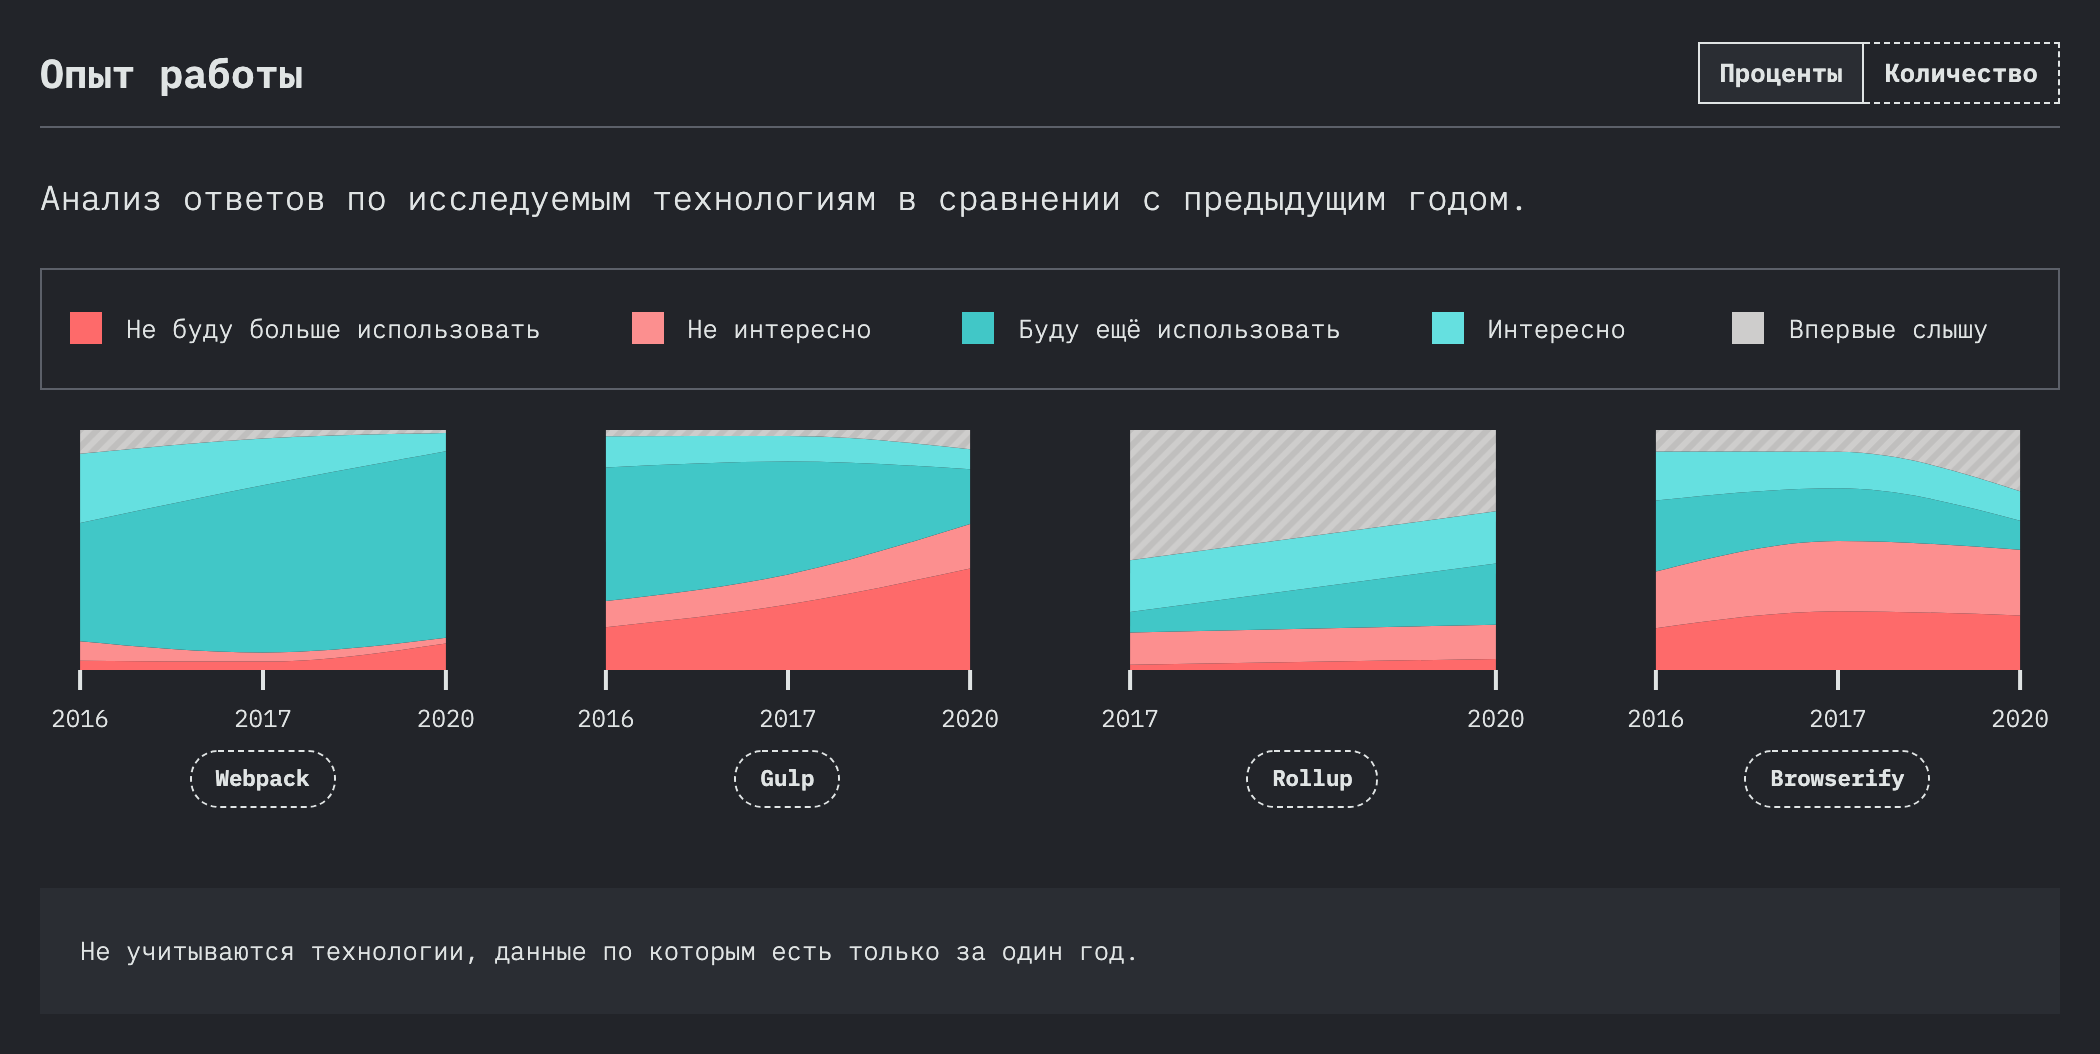 Опыт работы
Проценты Количество
Анализ ответов по исследуемым технологиям в сравнении с предыдущим годом.
Не буду больше использовать Не интересно Буду ещё использовать Интересно Впервые слышу
2016 2017 2020 2016 2017 2020 2017 2020 2016 2017 2020
Webpack Gulp Rollup Browserify
Не учитываются технологии, данные по которым есть только за один год.